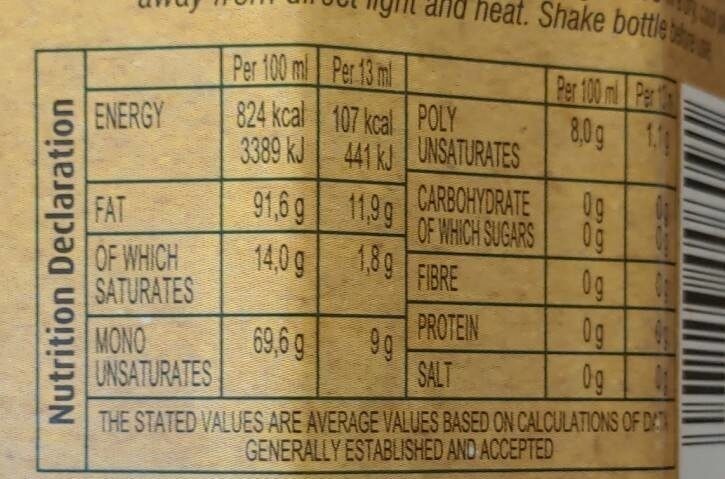 light and heat. Shake bottle
Nutrition Declaration
Per 100 ml Per 13 ml
ENERGY 824 kcal 107 kcal
3389 kJ 441 kJ
FAT 91,6 g 11,9 g
OF WHICH 14,0 g 1,8 g
SATURATES
MONO 69,6 g 9 g
UNSATURATES
Per 100 ml Per
POLY 8,0 g 1,1 g
UNSATURATES
CARBOHYDRATE 0 g
OF WHICH SUGARS 0 g
FIBRE 0 g
PROTEIN 0 g
SALT 0 g
THE STATED VALUES ARE AVERAGE VALUES BASED ON CALCULATIONS OF
GENERALLY ESTABLISHED AND ACCEPTED